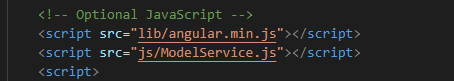 <!-- Optional JavaScript -->
<script src="lib/angular.min.js"></script>
<script src="js/ModelService.js"></script>
<script>